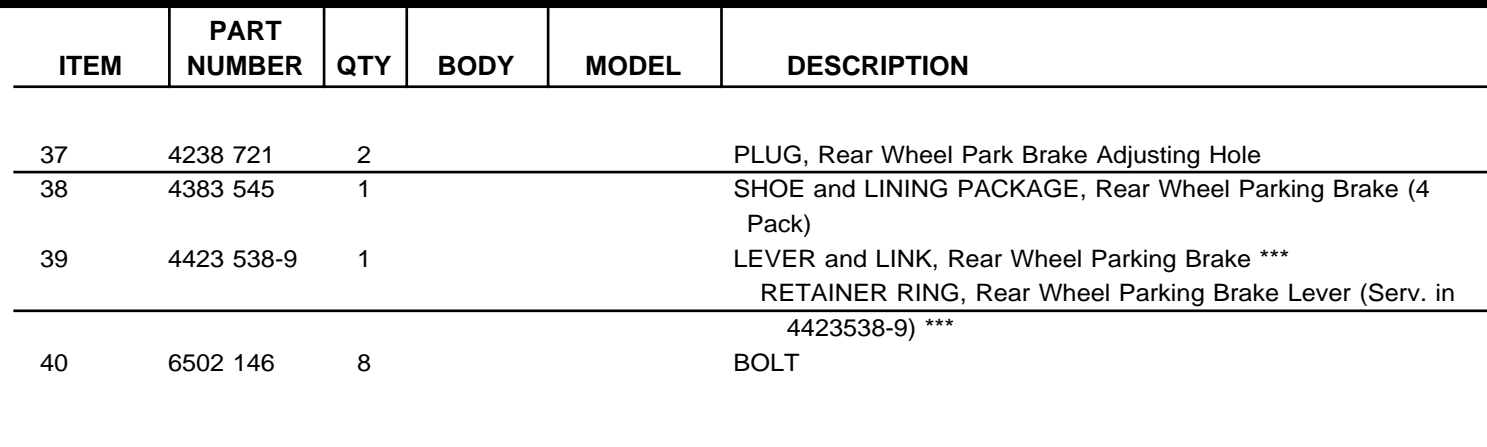 PART
ITEM NUMBER QTY BODY MODEL DESCRIPTION
37 4238 721 2 PLUG, Rear Wheel Park Brake Adjusting Hole
38 4383 545 1 SHOE and LINING PACKAGE, Rear Wheel Parking Brake (4
Pack)
39 4423 538-9 1 LEVER and LINK, Rear Wheel Parking Brake ***
RETAINER RING, Rear Wheel Parking Brake Lever (Serv. in
4423538-9) ***
40 6502 146 8 BOLT